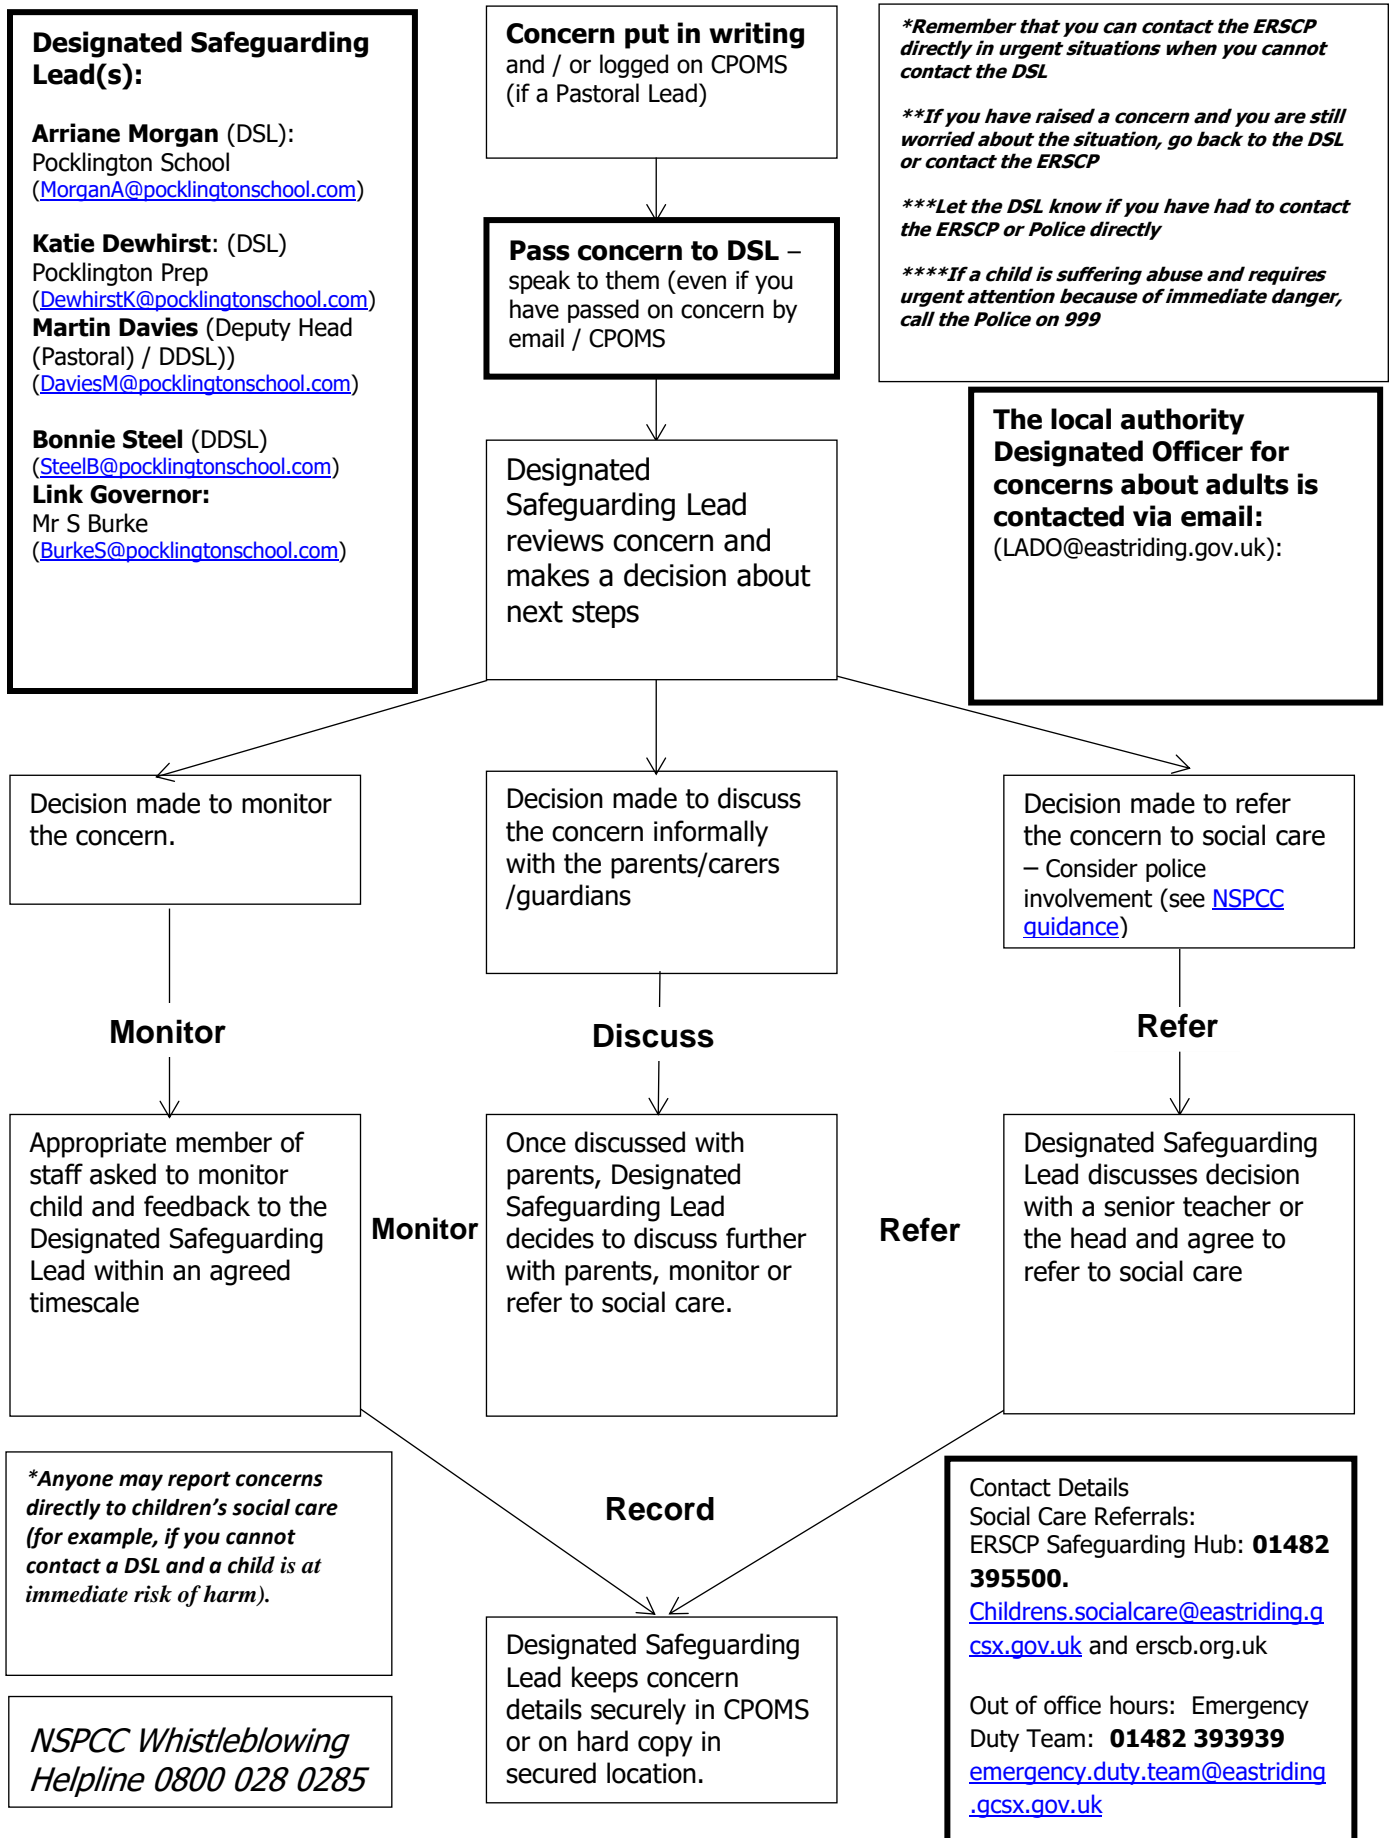 Designated Safeguarding
Lead(s):
Arriane Morgan (DSL):
Pocklington School
(MorganA@pocklingtonschool.com)
Katie Dewhirst: (DSL)
Pocklington Prep
(DewhirstK@pocklingtonschool.com)
Martin Davies (Deputy Head
(Pastoral) / DDSL))
(DaviesM@pocklingtonschool.com)
Bonnie Steel (DDSL)
(SteelB@pocklingtonschool.com)
Link Governor:
Mr S Burke
(BurkeS@pocklingtonschool.com)
Concern put in writing
and / or logged on CPOMS
(if a Pastoral Lead)
*Remember that you can contact the ERSCP
directly in urgent situations when you cannot
contact the DSL
**If you have raised a concern and you are still
worried about the situation, go back to the DSL
or contact the ERSCP
***Let the DSL know if you have had to contact
the ERSCP or Police directly
****If a child is suffering abuse and requires
urgent attention because of immediate danger,
call the Police on 999
Pass concern to DSL –
speak to them (even if you
have passed on concern by
email / CPOMS
The local authority
Designated Officer for
concerns about adults is
contacted via email:
(LADO@eastriding.gov.uk):
Designated
Safeguarding Lead
reviews concern and
makes a decision about
next steps
Decision made to monitor
the concern.
Decision made to discuss
the concern informally
with the parents/carers
/guardians
Decision made to refer
the concern to social care
– Consider police
involvement (see NSPCC
guidance)
Monitor
Discuss
Refer
Appropriate member of
staff asked to monitor
child and feedback to the
Designated Safeguarding
Lead within an agreed
timescale
Monitor
Once discussed with
parents, Designated
Safeguarding Lead
decides to discuss further
with parents, monitor or
refer to social care.
Refer
Designated Safeguarding
Lead discusses decision
with a senior teacher or
the head and agree to
refer to social care
*Anyone may report concerns
directly to children’s social care
(for example, if you cannot
contact a DSL and a child is at
immediate risk of harm).
Record
Contact Details
Social Care Referrals:
ERSCP Safeguarding Hub: 01482
395500.
Childrens.socialcare@eastriding.g
csx.gov.uk and erscb.org.uk
Out of office hours: Emergency
Duty Team: 01482 393939
emergency.duty.team@eastriding
.gcsx.gov.uk
Designated Safeguarding
Lead keeps concern
details securely in CPOMS
or on hard copy in
secured location.
NSPCC Whistleblowing
Helpline 0800 028 0285